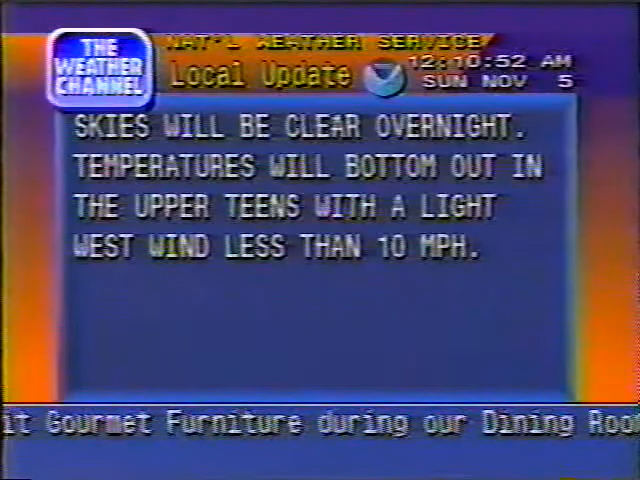 THE
WEATHER
CHANNEL
NAT'L WEATHER SERVICE
Local Update
12:10:52 AM
SUN NOV 5
SKIES WILL BE CLEAR OVERNIGHT.
TEMPERATURES WILL BOTTOM OUT IN
THE UPPER TEENS WITH A LIGHT
WEST WIND LESS THAN 10 MPH.
it Gourmet Furniture during our Dining Room